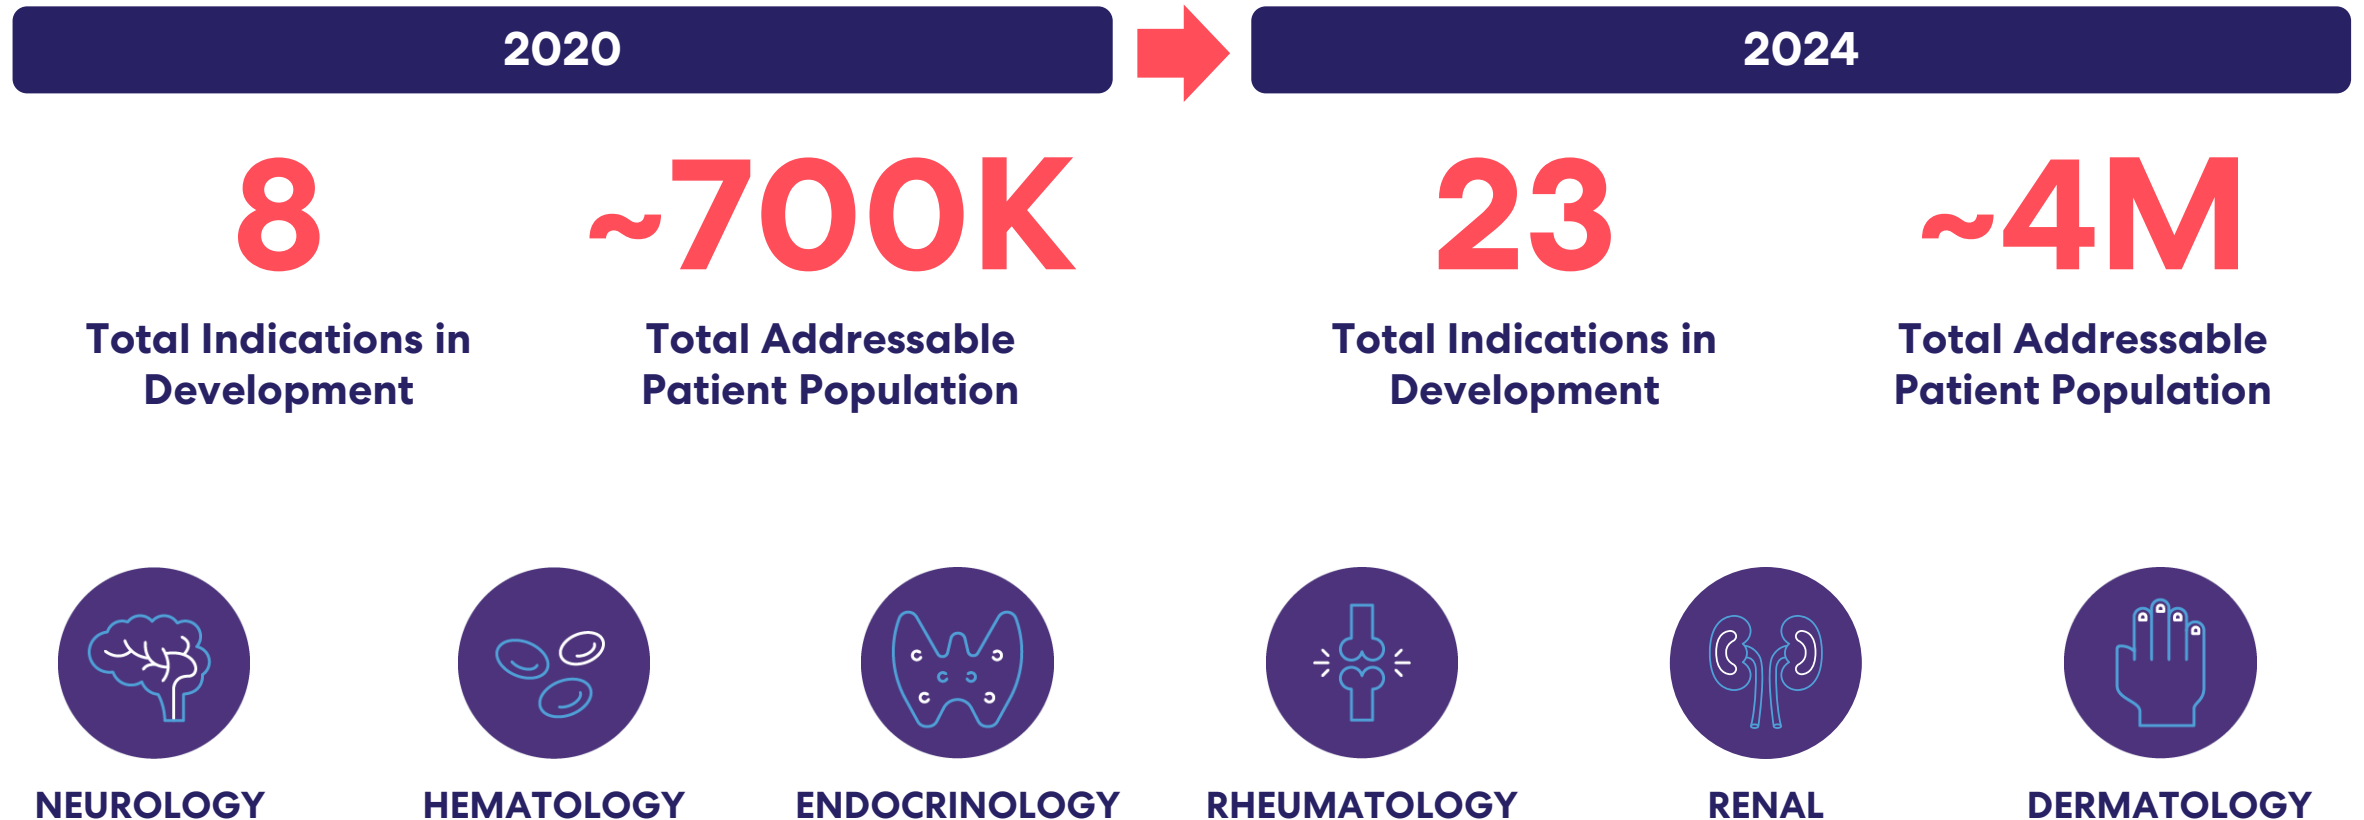 2020
2024
8
~700K
23
~4M
Total Indications in
Development
Total Addressable
Patient Population
Total Indications in
Development
Total Addressable
Patient Population
NEUROLOGY
HEMATOLOGY
ENDOCRINOLOGY
RHEUMATOLOGY
RENAL
DERMATOLOGY